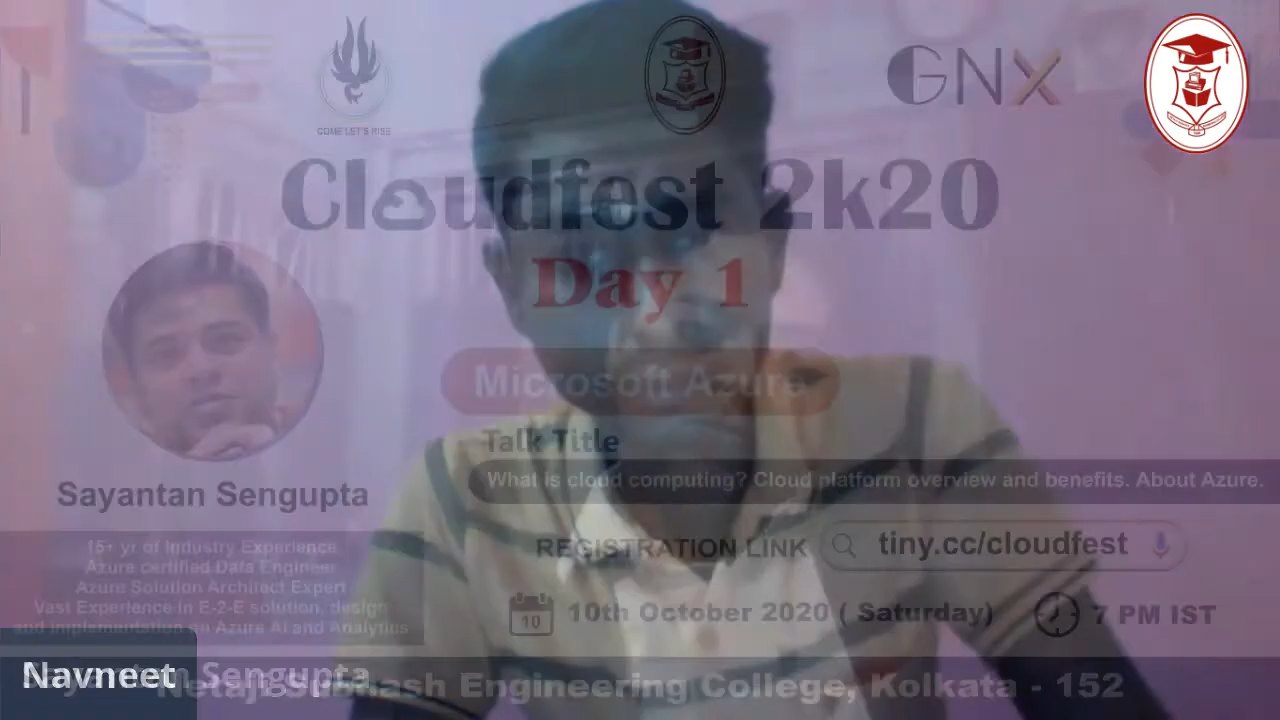 COME LET'S RISE
GNX
Cloudfest 2k20
Day 1
Microsoft Azure
Talk Title
What is cloud computing? Cloud platform overview and benefits. About Azure.
Sayantan Sengupta
15+ yr of Industry Experience
Azure certified Data Engineer
Azure Solution Architect Expert
Vast Experience in E-2-E solution, design
and implementation on Azure AI and Analytics
REGISTRATION LINK
tiny.cc/cloudfest
10
10th October 2020 ( Saturday)
7 PM IST
Navneet
Sengupta
Netaji Subhash Engineering College, Kolkata - 152